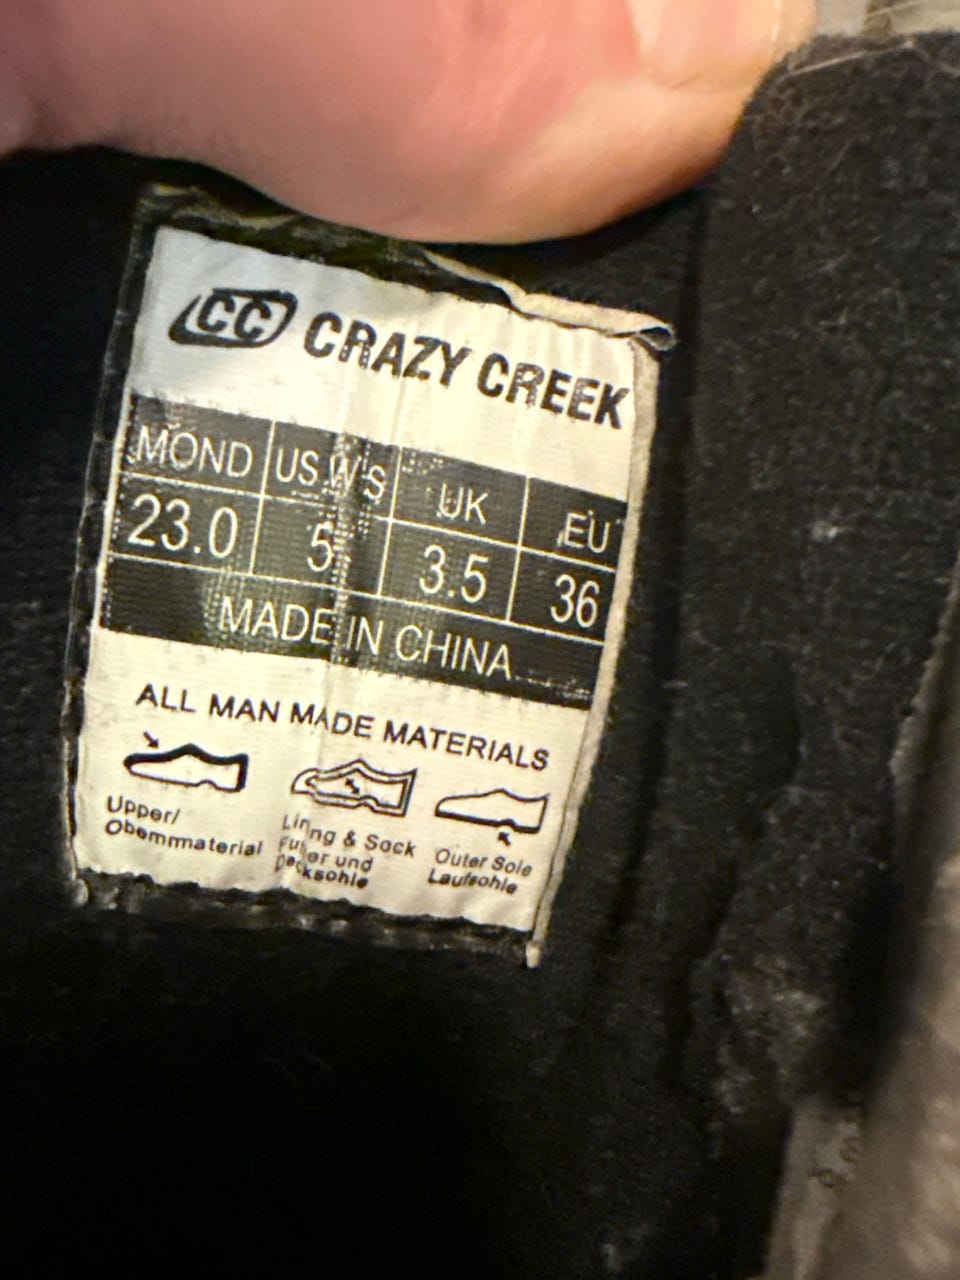 CC CRAZY CREEK
MOND US W'S UK EU
23.0 5 3.5 36
MADE IN CHINA
ALL MAN MADE MATERIALS
Upper/
Obemmaterial
Lining & Sock
Futter und
Decksohle
Outer Sole
Laufsohle